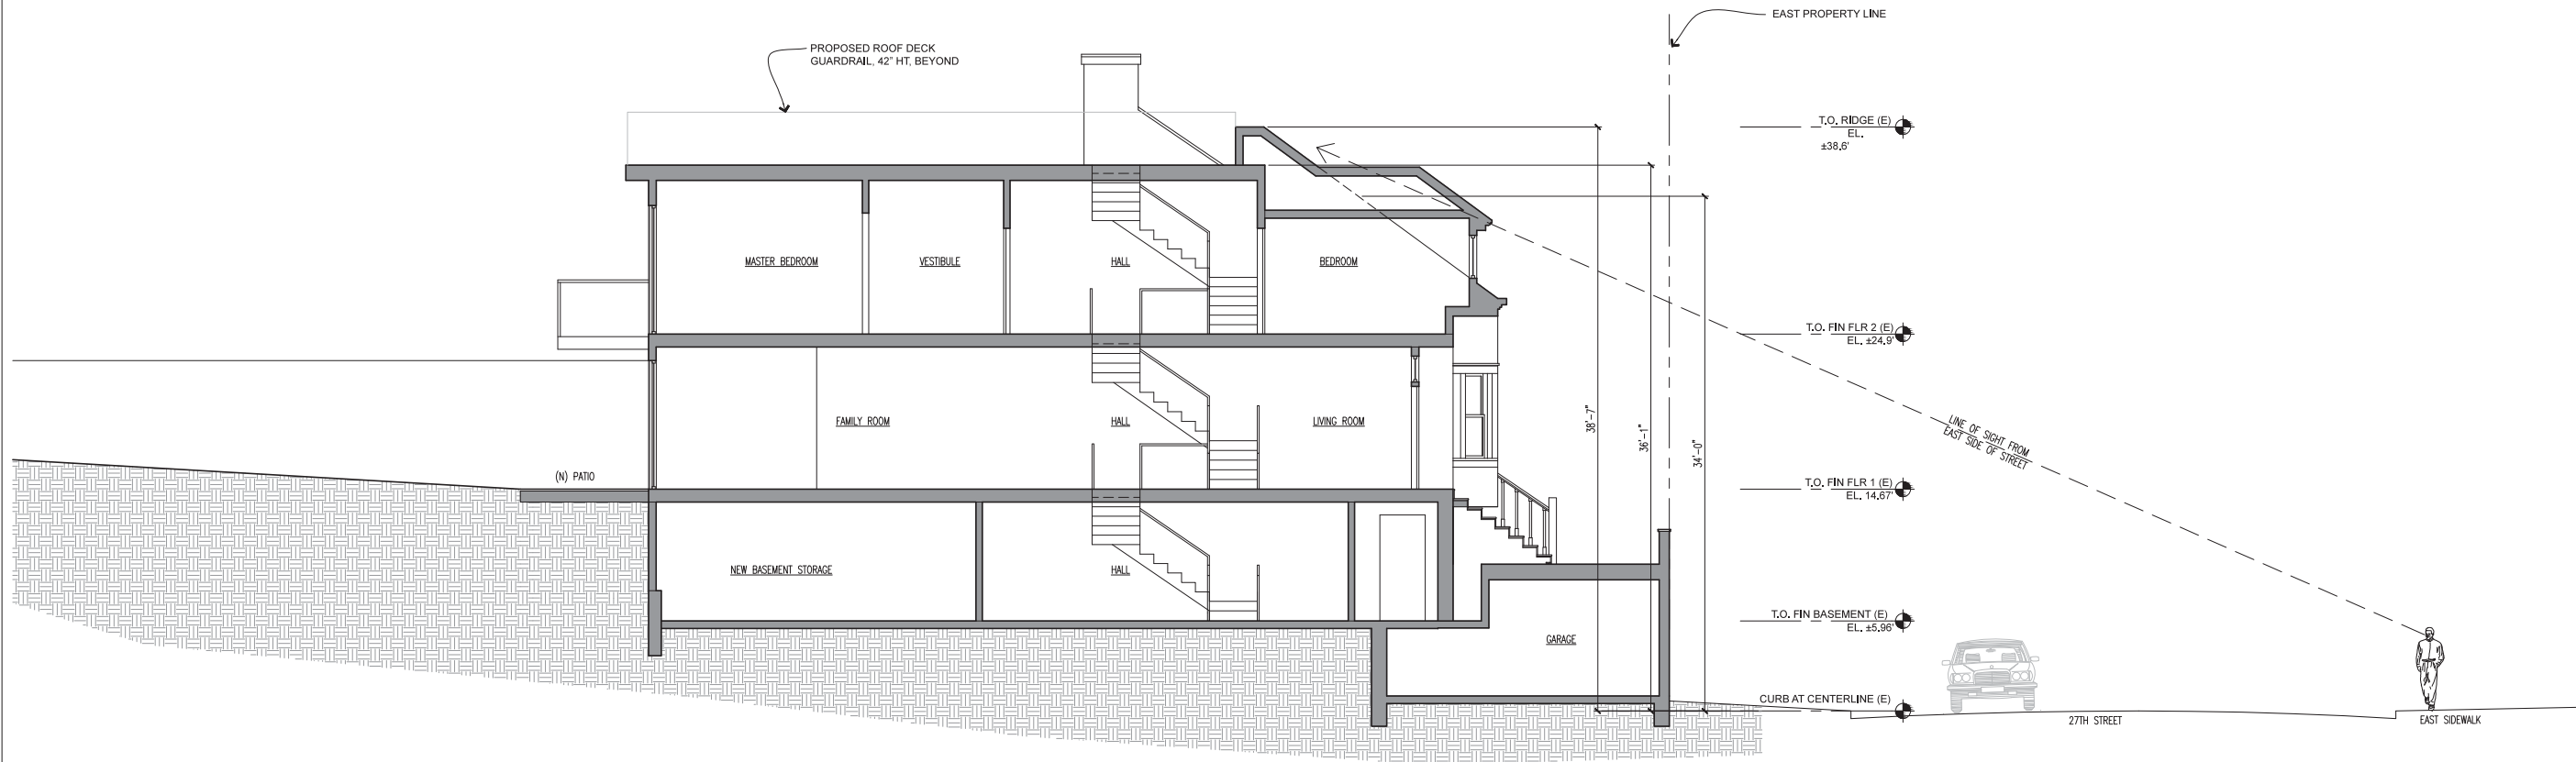 EAST PROPERTY LINE
PROPOSED ROOF DECK
GUARDRAIL, 42" HT, BEYOND
T.O. RIDGE (E)
EL.
±38.6'
MASTER BEDROOM
VESTIBULE
HALL
BEDROOM
T.O. FIN FLR 2 (E)
EL. ±24.9'
38'-7"
36'-1"
34'-0"
FAMILY ROOM
HALL
LIVING ROOM
LINE OF SIGHT FROM
EAST SIDE OF STREET
(N) PATIO
T.O. FIN FLR 1 (E)
EL. 14.67'
NEW BASEMENT STORAGE
HALL
T.O. FIN BASEMENT (E)
EL. ±5.96'
GARAGE
CURB AT CENTERLINE (E)
27TH STREET
EAST SIDEWALK